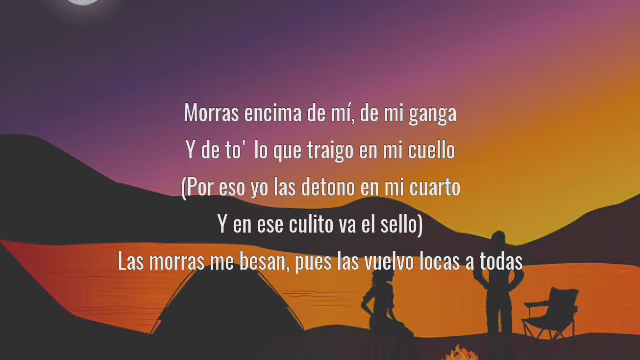 Morras encima de mí, de mi ganga
Y de to' lo que traigo en mi cuello
(Por eso yo las detono en mi cuarto
Y en ese culito va el sello)
Las morras me besan, pues las vuelvo locas a todas